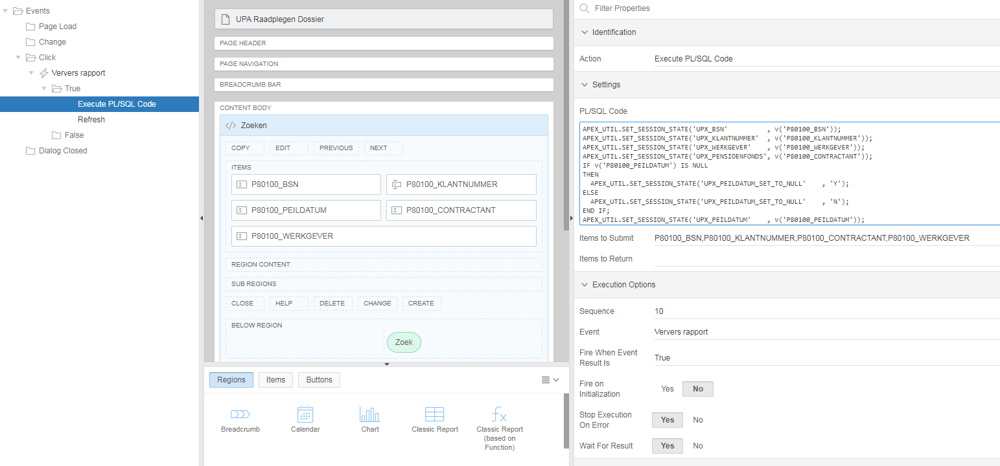 Events
Page Load
Change
Click
Ververs rapport
True
Execute PL/SQL Code
Refresh
False
Dialog Closed
UPA Raadplegen Dossier
PAGE HEADER
PAGE NAVIGATION
BREADCRUMB BAR
CONTENT BODY
Zoeken
COPY EDIT PREVIOUS NEXT
ITEMS
P80100_BSN P80100_KLANTNUMMER
P80100_PEILDATUM P80100_CONTRACTANT
P80100_WERKGEVER
REGION CONTENT
SUB REGIONS
CLOSE HELP DELETE CHANGE CREATE
BELOW REGION
Zoek
Regions Items Buttons
Breadcrumb Calendar Chart Classic Report Classic Report
(based on
Function)
Filter Properties
Identification
Action Execute PL/SQL Code
Settings
PL/SQL Code
APEX_UTIL.SET_SESSION_STATE('UPX_BSN' , v('P80100_BSN'));
APEX_UTIL.SET_SESSION_STATE('UPX_KLANTNUMMER' , v('P80100_KLANTNUMMER'));
APEX_UTIL.SET_SESSION_STATE('UPX_WERKGEVER' , v('P80100_WERKGEVER'));
APEX_UTIL.SET_SESSION_STATE('UPX_PENSIOENFONDS', v('P80100_CONTRACTANT'));
IF v('P80100_PEILDATUM') IS NULL
THEN
APEX_UTIL.SET_SESSION_STATE('UPX_PEILDATUM_SET_TO_NULL' , 'Y');
ELSE
APEX_UTIL.SET_SESSION_STATE('UPX_PEILDATUM_SET_TO_NULL' , 'N');
END IF;
APEX_UTIL.SET_SESSION_STATE('UPX_PEILDATUM' , v('P80100_PEILDATUM'));
Items to Submit P80100_BSN,P80100_KLANTNUMMER,P80100_CONTRACTANT,P80100_WERKGEVER
Items to Return
Execution Options
Sequence 10
Event Ververs rapport
Fire When Event
Result Is True
Fire on
Initialization Yes No
Stop Execution
On Error Yes No
Wait For Result Yes No